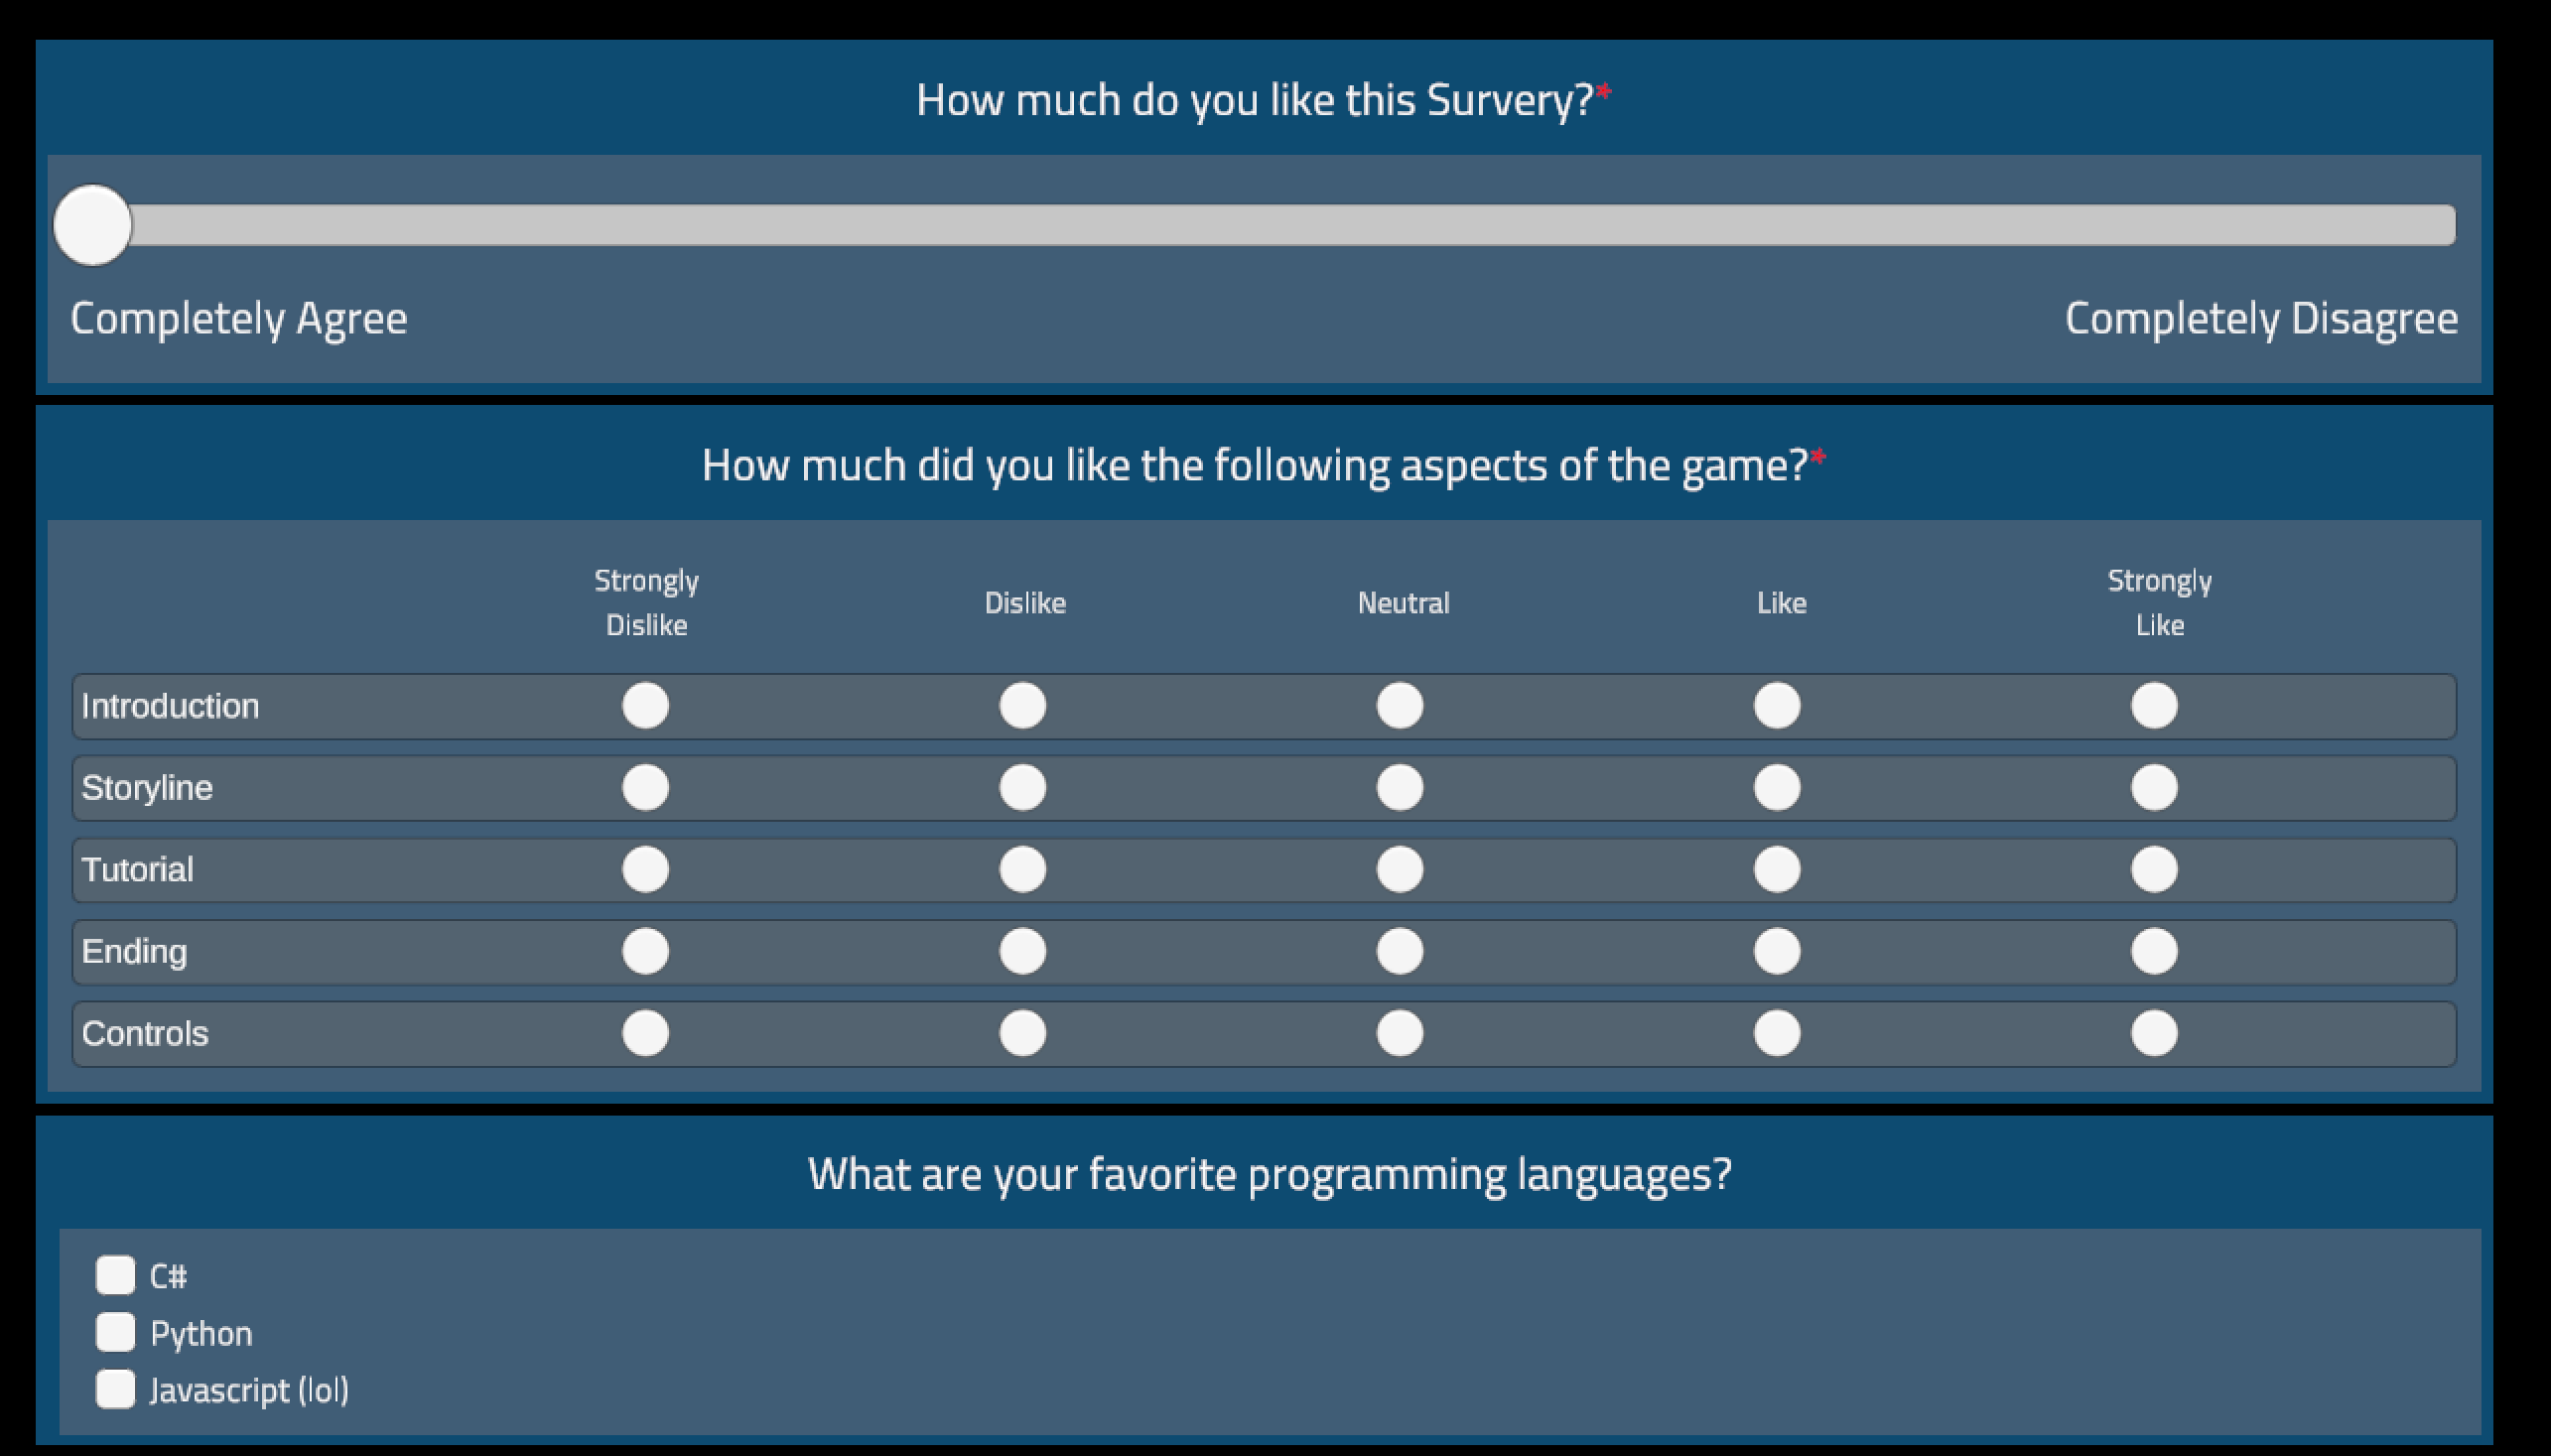 How much do you like this Survery?*
Completely Agree Completely Disagree
How much did you like the following aspects of the game?*
Strongly Dislike Dislike Neutral Like Strongly Like
Introduction
Storyline
Tutorial
Ending
Controls
What are your favorite programming languages?
C#
Python
Javascript (lol)